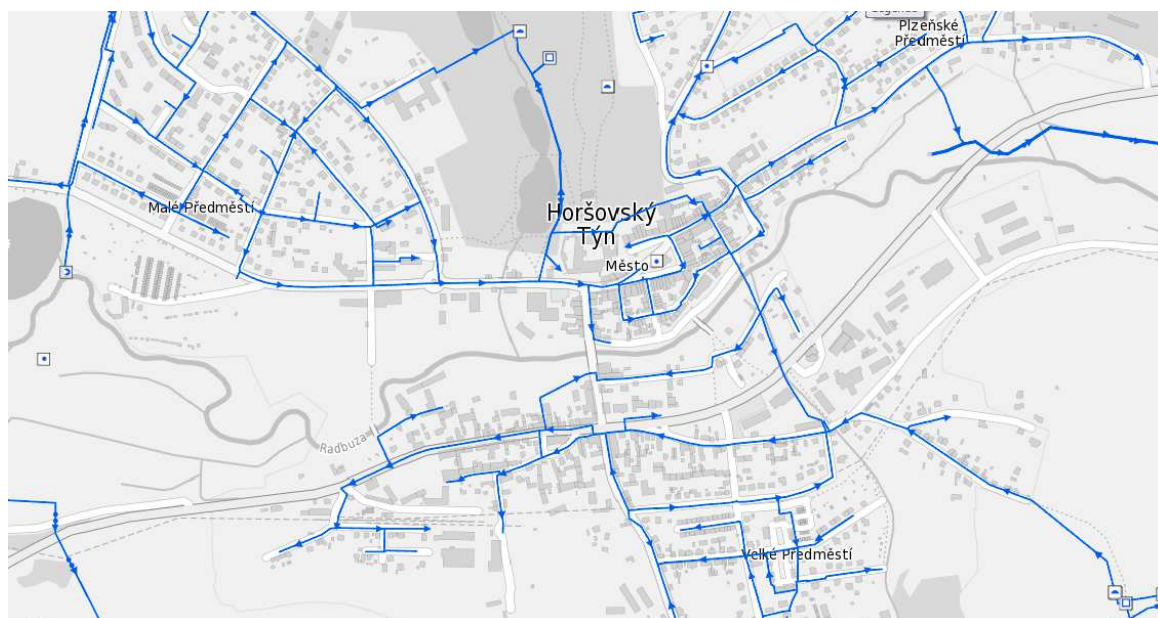 Plzeňské
Předměstí
Malé Předměstí
Horšovský
Týn
Město
Radbuza
Velké Předměstí